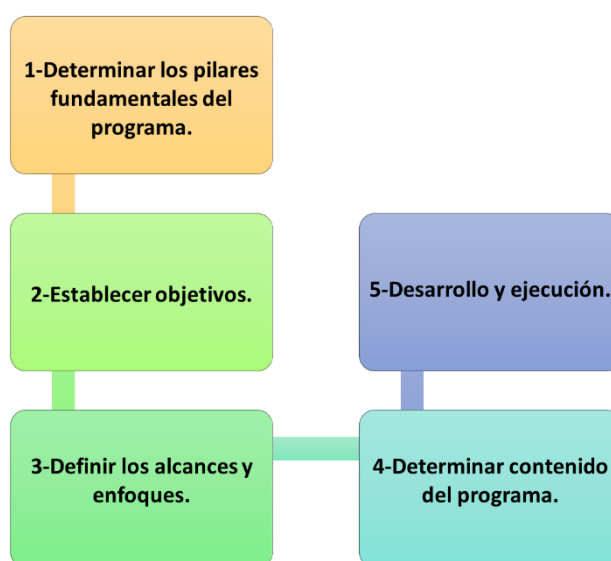 1-Determinar los pilares
fundamentales del
programa.
2-Establecer objetivos.
3-Definir los alcances y
enfoques.
4-Determinar contenido
del programa.
5-Desarrollo y ejecución.